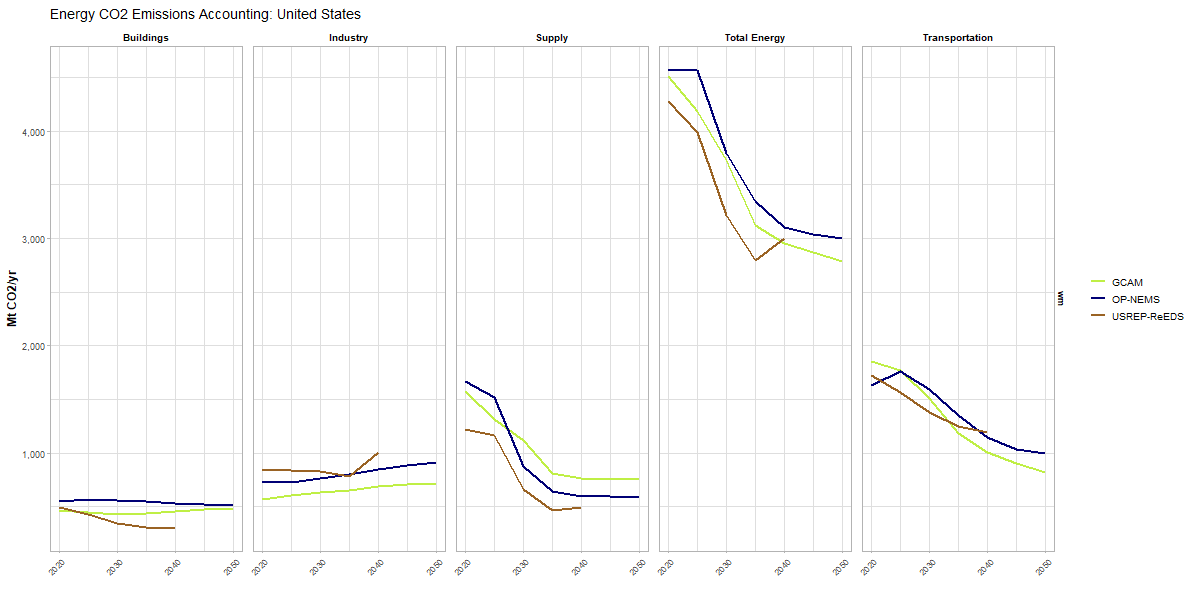 Energy CO2 Emissions Accounting: United States
Buildings
Industry
Supply
Total Energy
Transportation
4,000
3,000
2,000
1,000
Mt CO2/yr
wm
GCAM
OP-NEMS
USREP-ReEDS
2020 2030 2040 2050
2020 2030 2040 2050
2020 2030 2040 2050
2020 2030 2040 2050
2020 2030 2040 2050